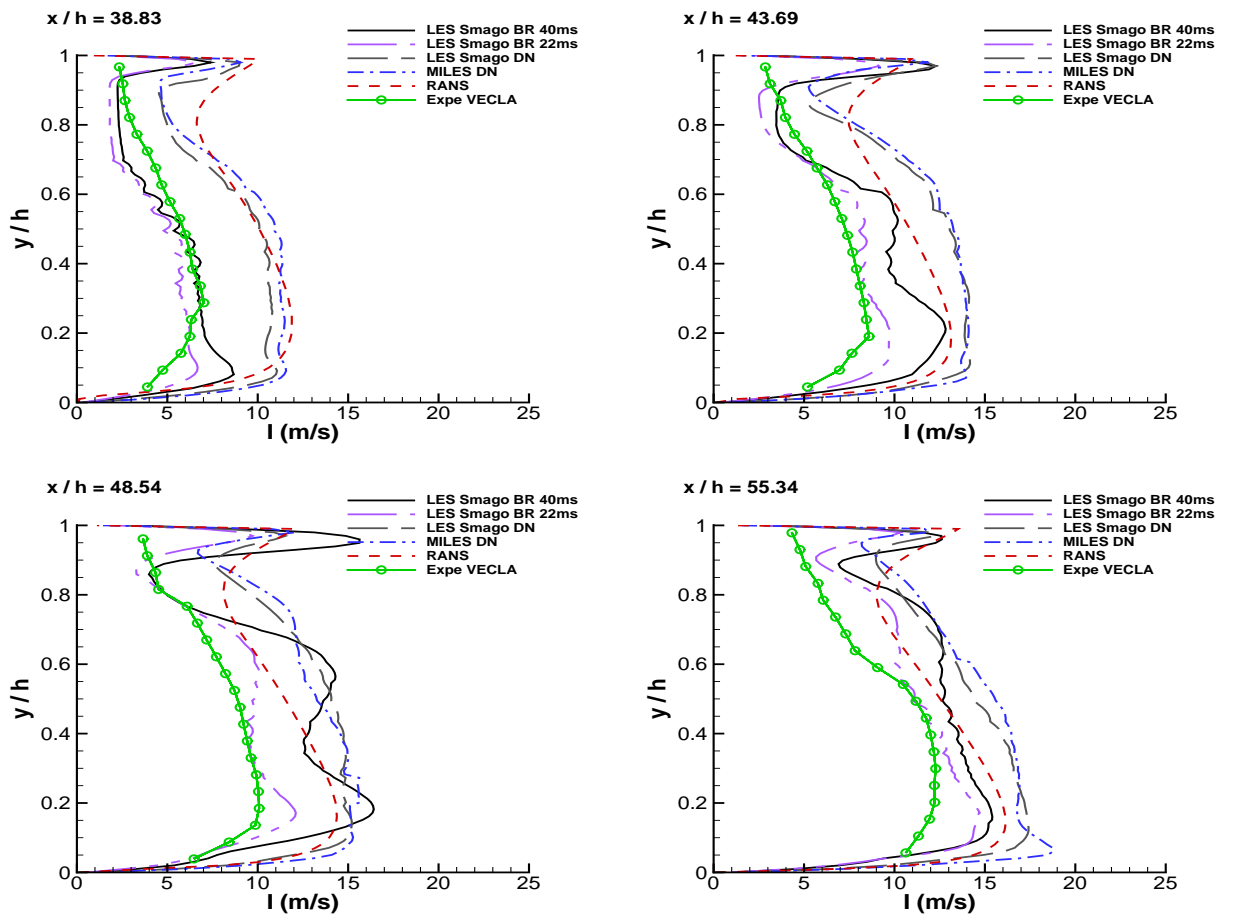 x / h = 38.83
LES Smago BR 40ms
LES Smago BR 22ms
LES Smago DN
MILES DN
RANS
Expe VECLA
1
0.8
0.6
0.4
0.2
0
y / h
0 5 10 15 20 25
I (m/s)
x / h = 43.69
LES Smago BR 40ms
LES Smago BR 22ms
LES Smago DN
MILES DN
RANS
Expe VECLA
1
0.8
0.6
0.4
0.2
0
y / h
0 5 10 15 20 25
I (m/s)
x / h = 48.54
LES Smago BR 40ms
LES Smago BR 22ms
LES Smago DN
MILES DN
RANS
Expe VECLA
1
0.8
0.6
0.4
0.2
0
y / h
0 5 10 15 20 25
I (m/s)
x / h = 55.34
LES Smago BR 40ms
LES Smago BR 22ms
LES Smago DN
MILES DN
RANS
Expe VECLA
1
0.8
0.6
0.4
0.2
0
y / h
0 5 10 15 20 25
I (m/s)